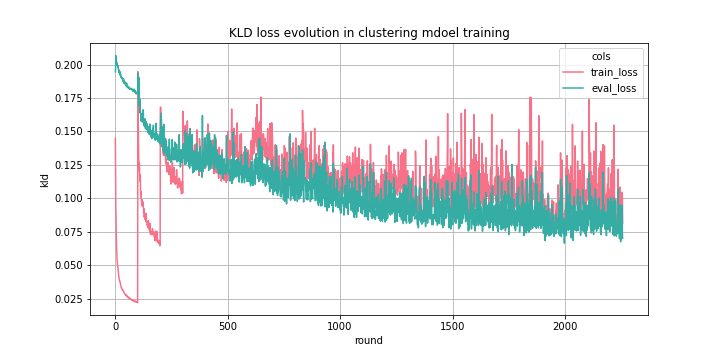 KLD loss evolution in clustering mdoel training
cols
train_loss
eval_loss
0.200
0.175
0.150
0.125
0.100
0.075
0.050
0.025
kld
0
500
1000
1500
2000
round